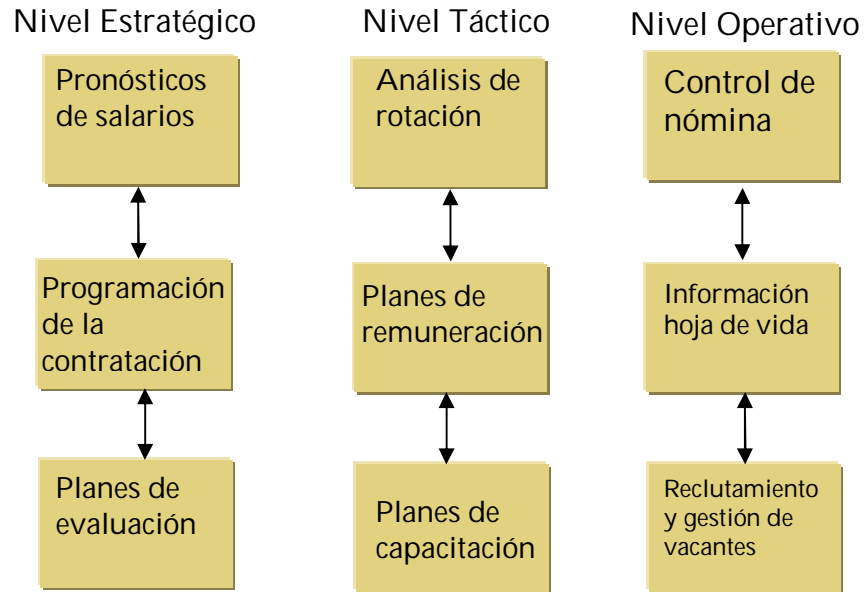 Nivel Estratégico
Pronósticos
de salarios
Programación
de la
contratación
Planes de
evaluación
Nivel Táctico
Análisis de
rotación
Planes de
remuneración
Planes de
capacitación
Nivel Operativo
Control de
nómina
Información
hoja de vida
Reclutamiento
y gestión de
vacantes